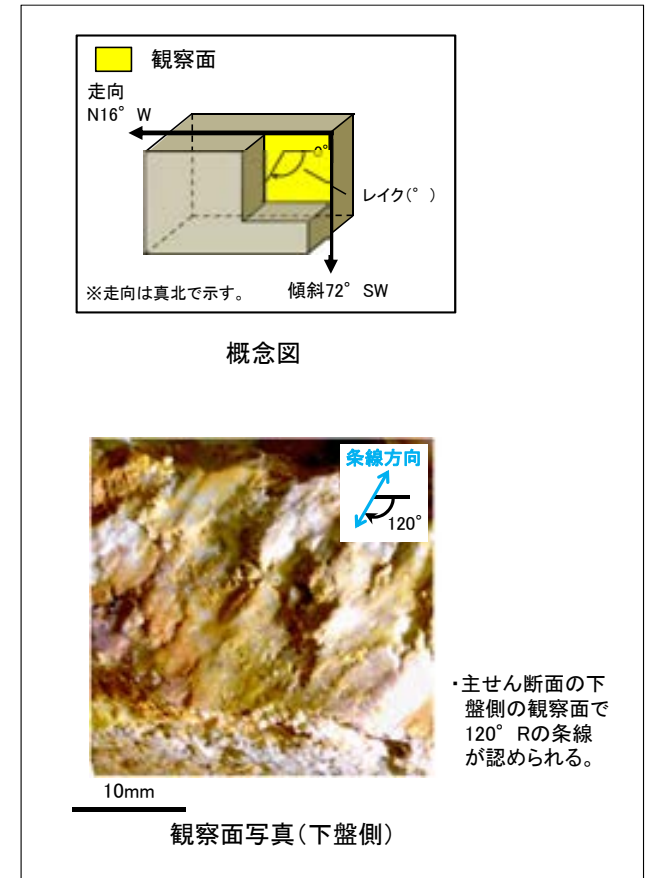 観察面
走向
N16°W
0°
レイク(°)
※走向は真北で示す。
傾斜72°SW
概念図
条線方向
120°
・主せん断面の下
盤側の観察面で
120°Rの条線
が認められる。
10mm
観察面写真(下盤側)